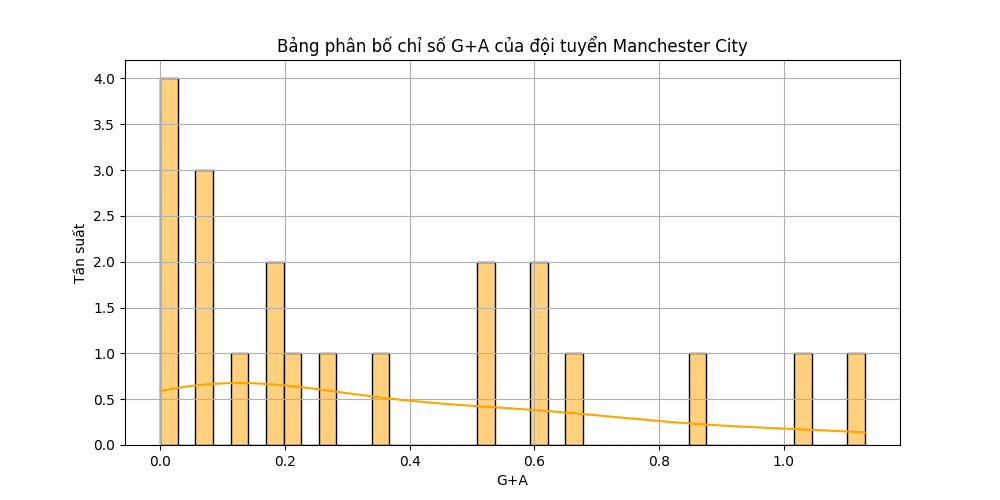 Bảng phân bố chỉ số G+A của đội tuyển Manchester City
4.0
3.5
3.0
2.5
2.0
1.5
1.0
0.5
0.0
Tần suất
0.0 0.2 0.4 0.6 0.8 1.0
G+A